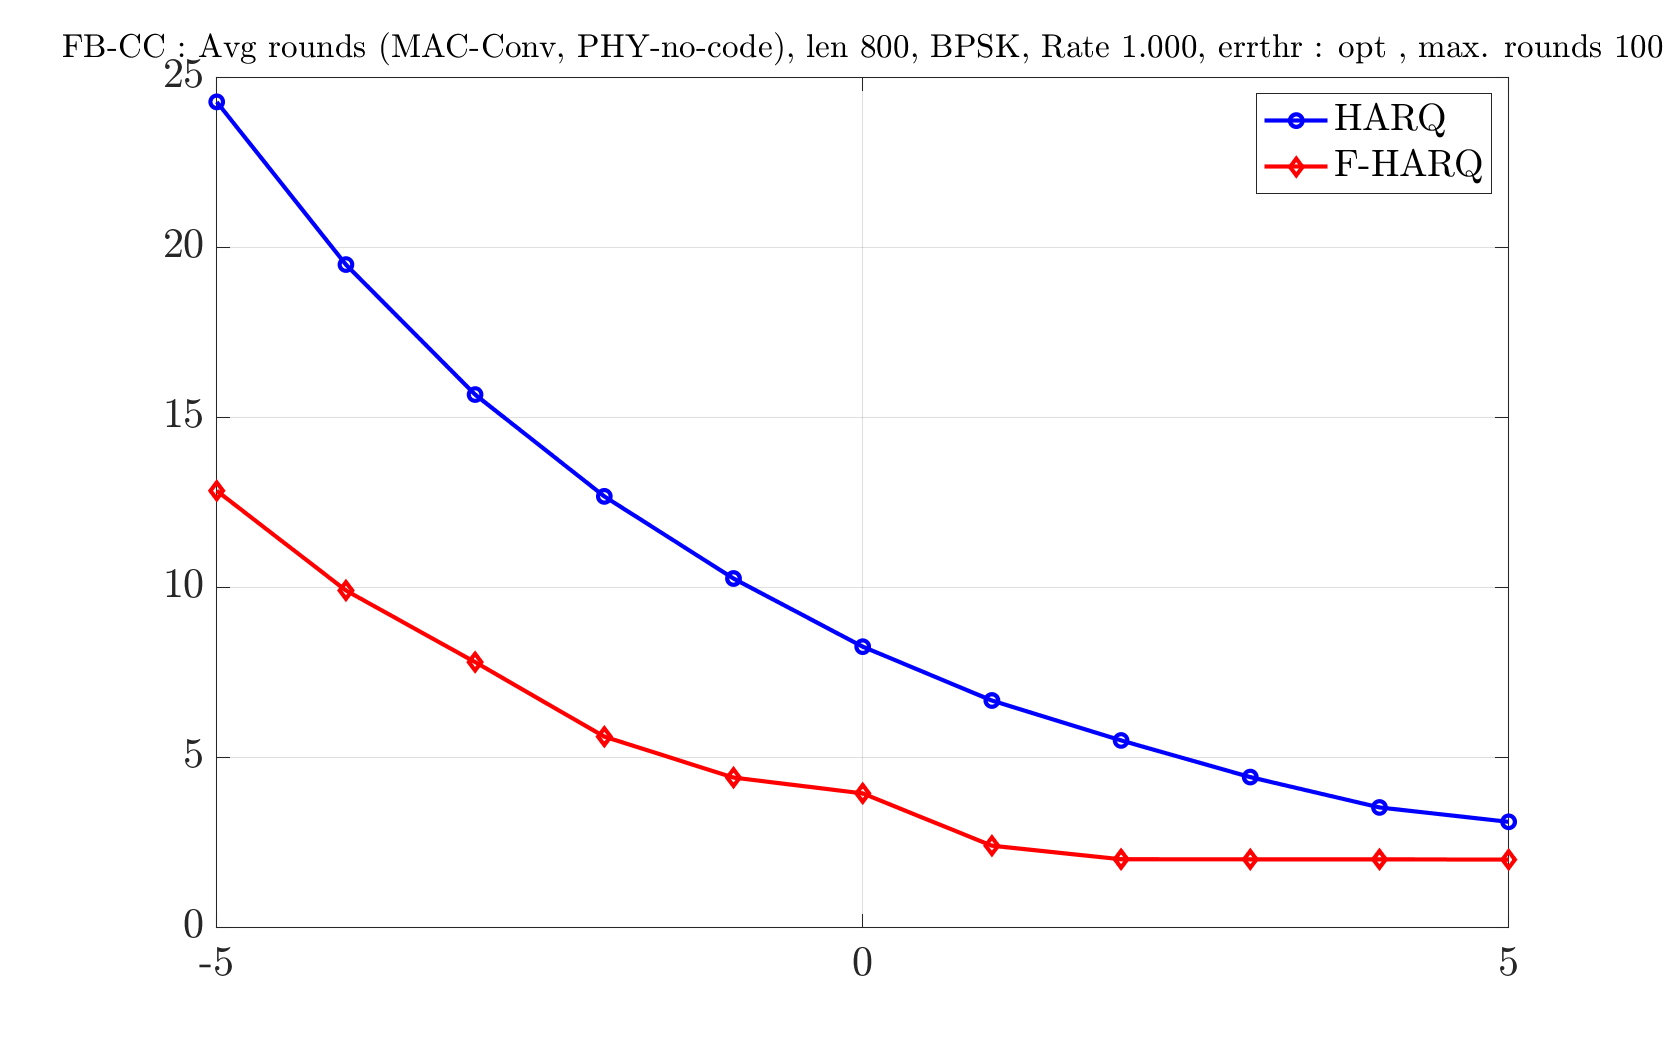 FB-CC : Avg rounds (MAC-Conv, PHY-no-code), len 800, BPSK, Rate 1.000, errthr : opt , max. rounds 100
25
HARQ
F-HARQ
20
15
10
5
0
-5 0 5